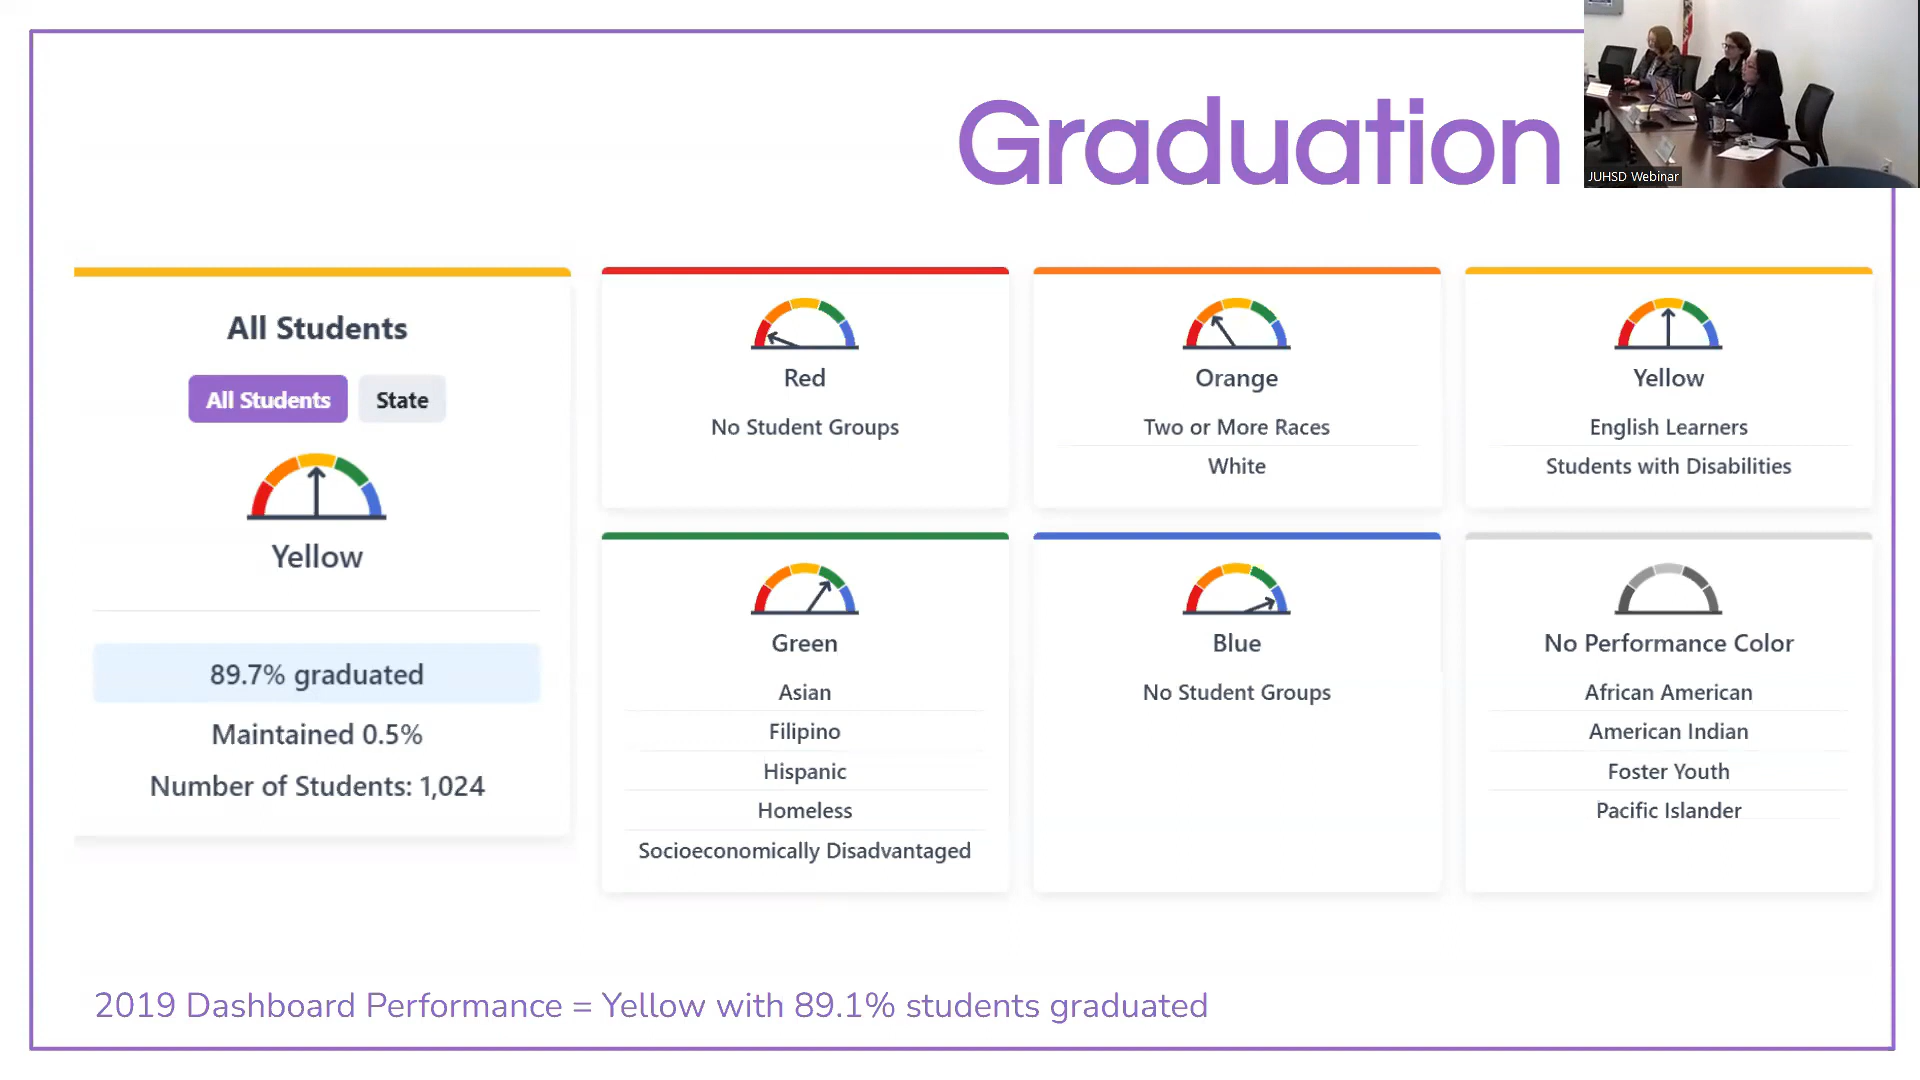 Graduation
JUHSD Webinar
All Students
All Students State
Yellow
89.7% graduated
Maintained 0.5%
Number of Students: 1,024
Red
No Student Groups
Orange
Two or More Races
White
Yellow
English Learners
Students with Disabilities
Green
Asian
Filipino
Hispanic
Homeless
Socioeconomically Disadvantaged
Blue
No Student Groups
No Performance Color
African American
American Indian
Foster Youth
Pacific Islander
2019 Dashboard Performance = Yellow with 89.1% students graduated